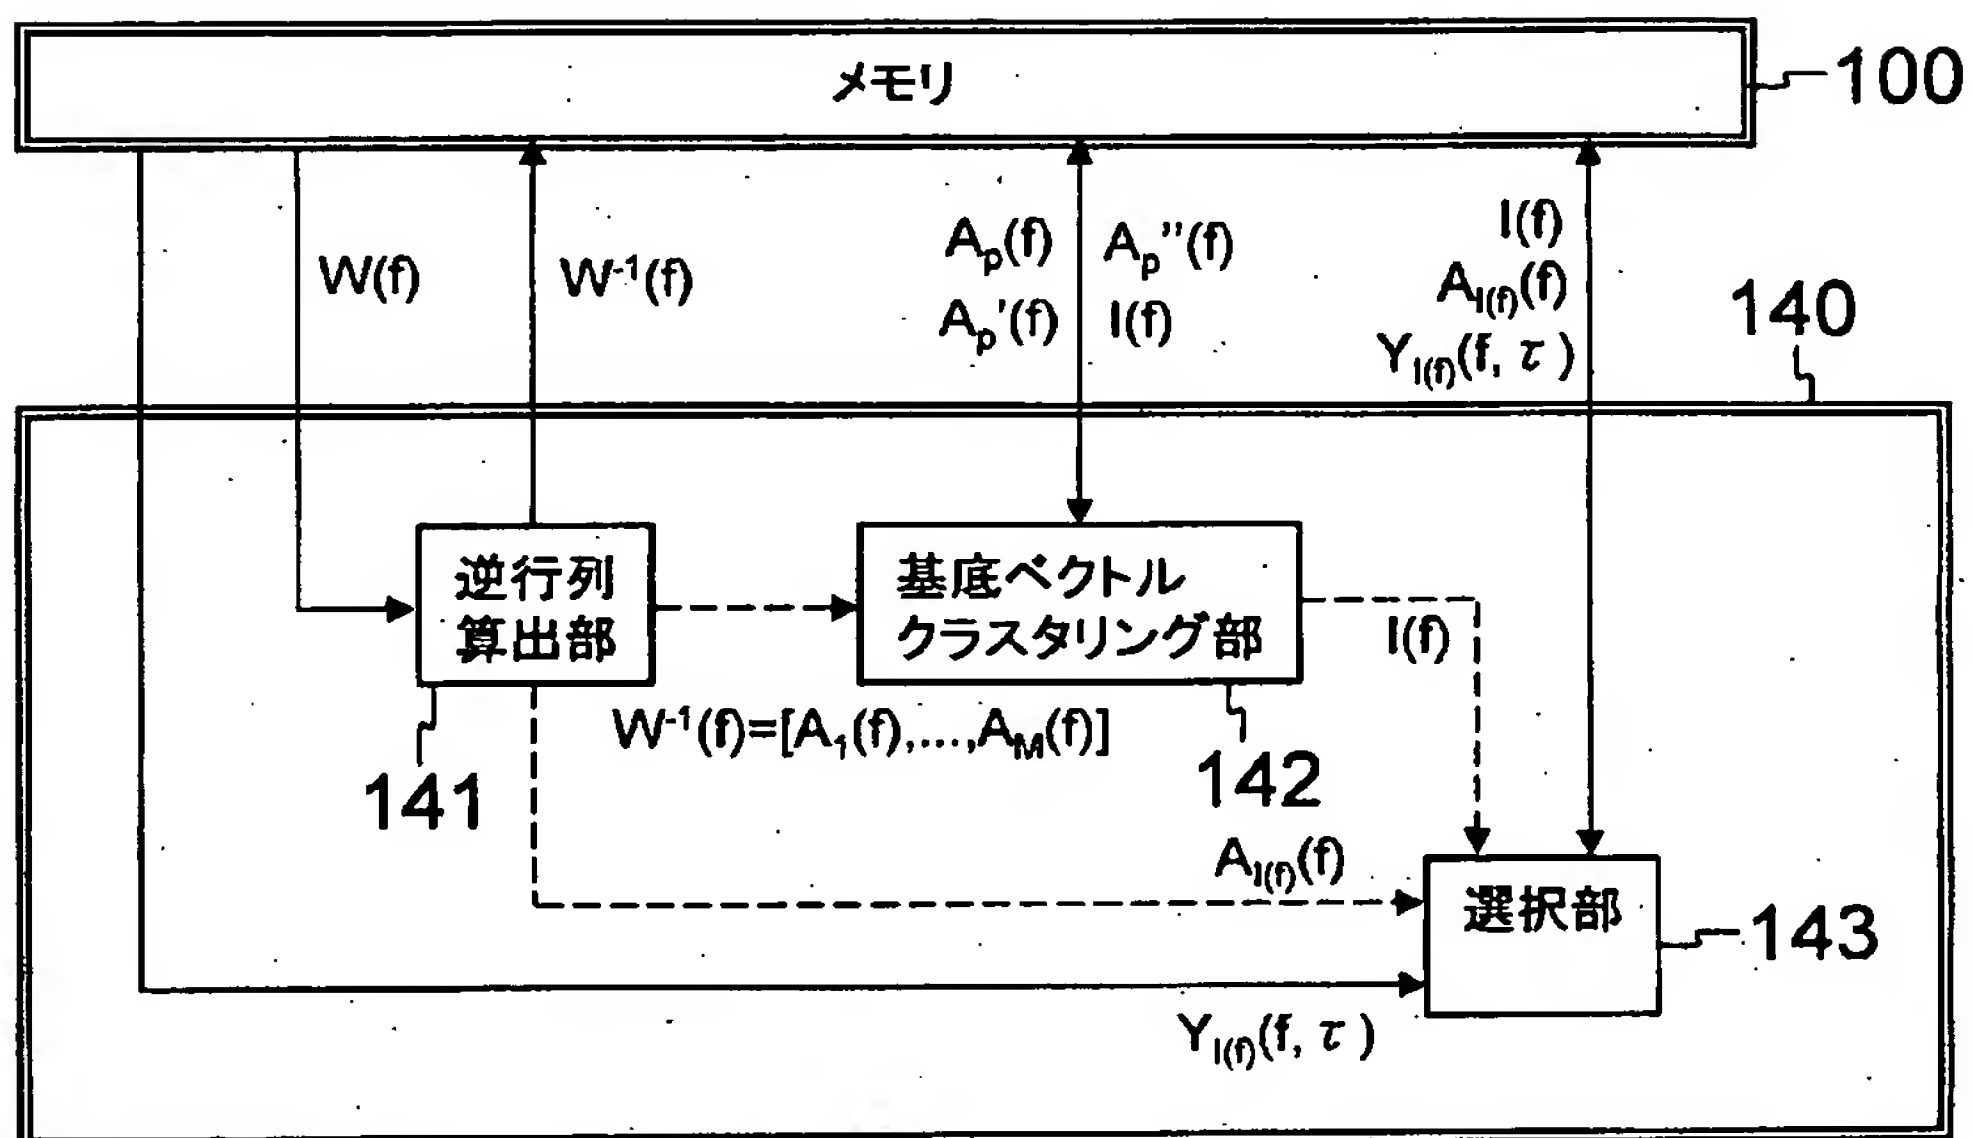 メモリ
100
W(f)
W⁻¹(f)
Aₚ(f)
Aₚ''(f)
Aₚ'(f)
I(f)
I(f)
A_I(f)(f)
Y_I(f)(f, τ)
140
逆行列
算出部
基底ベクトル
クラスタリング部
I(f)
W⁻¹(f)=[A₁(f),...,A_M(f)]
141
142
A_I(f)(f)
選択部
143
Y_I(f)(f, τ)